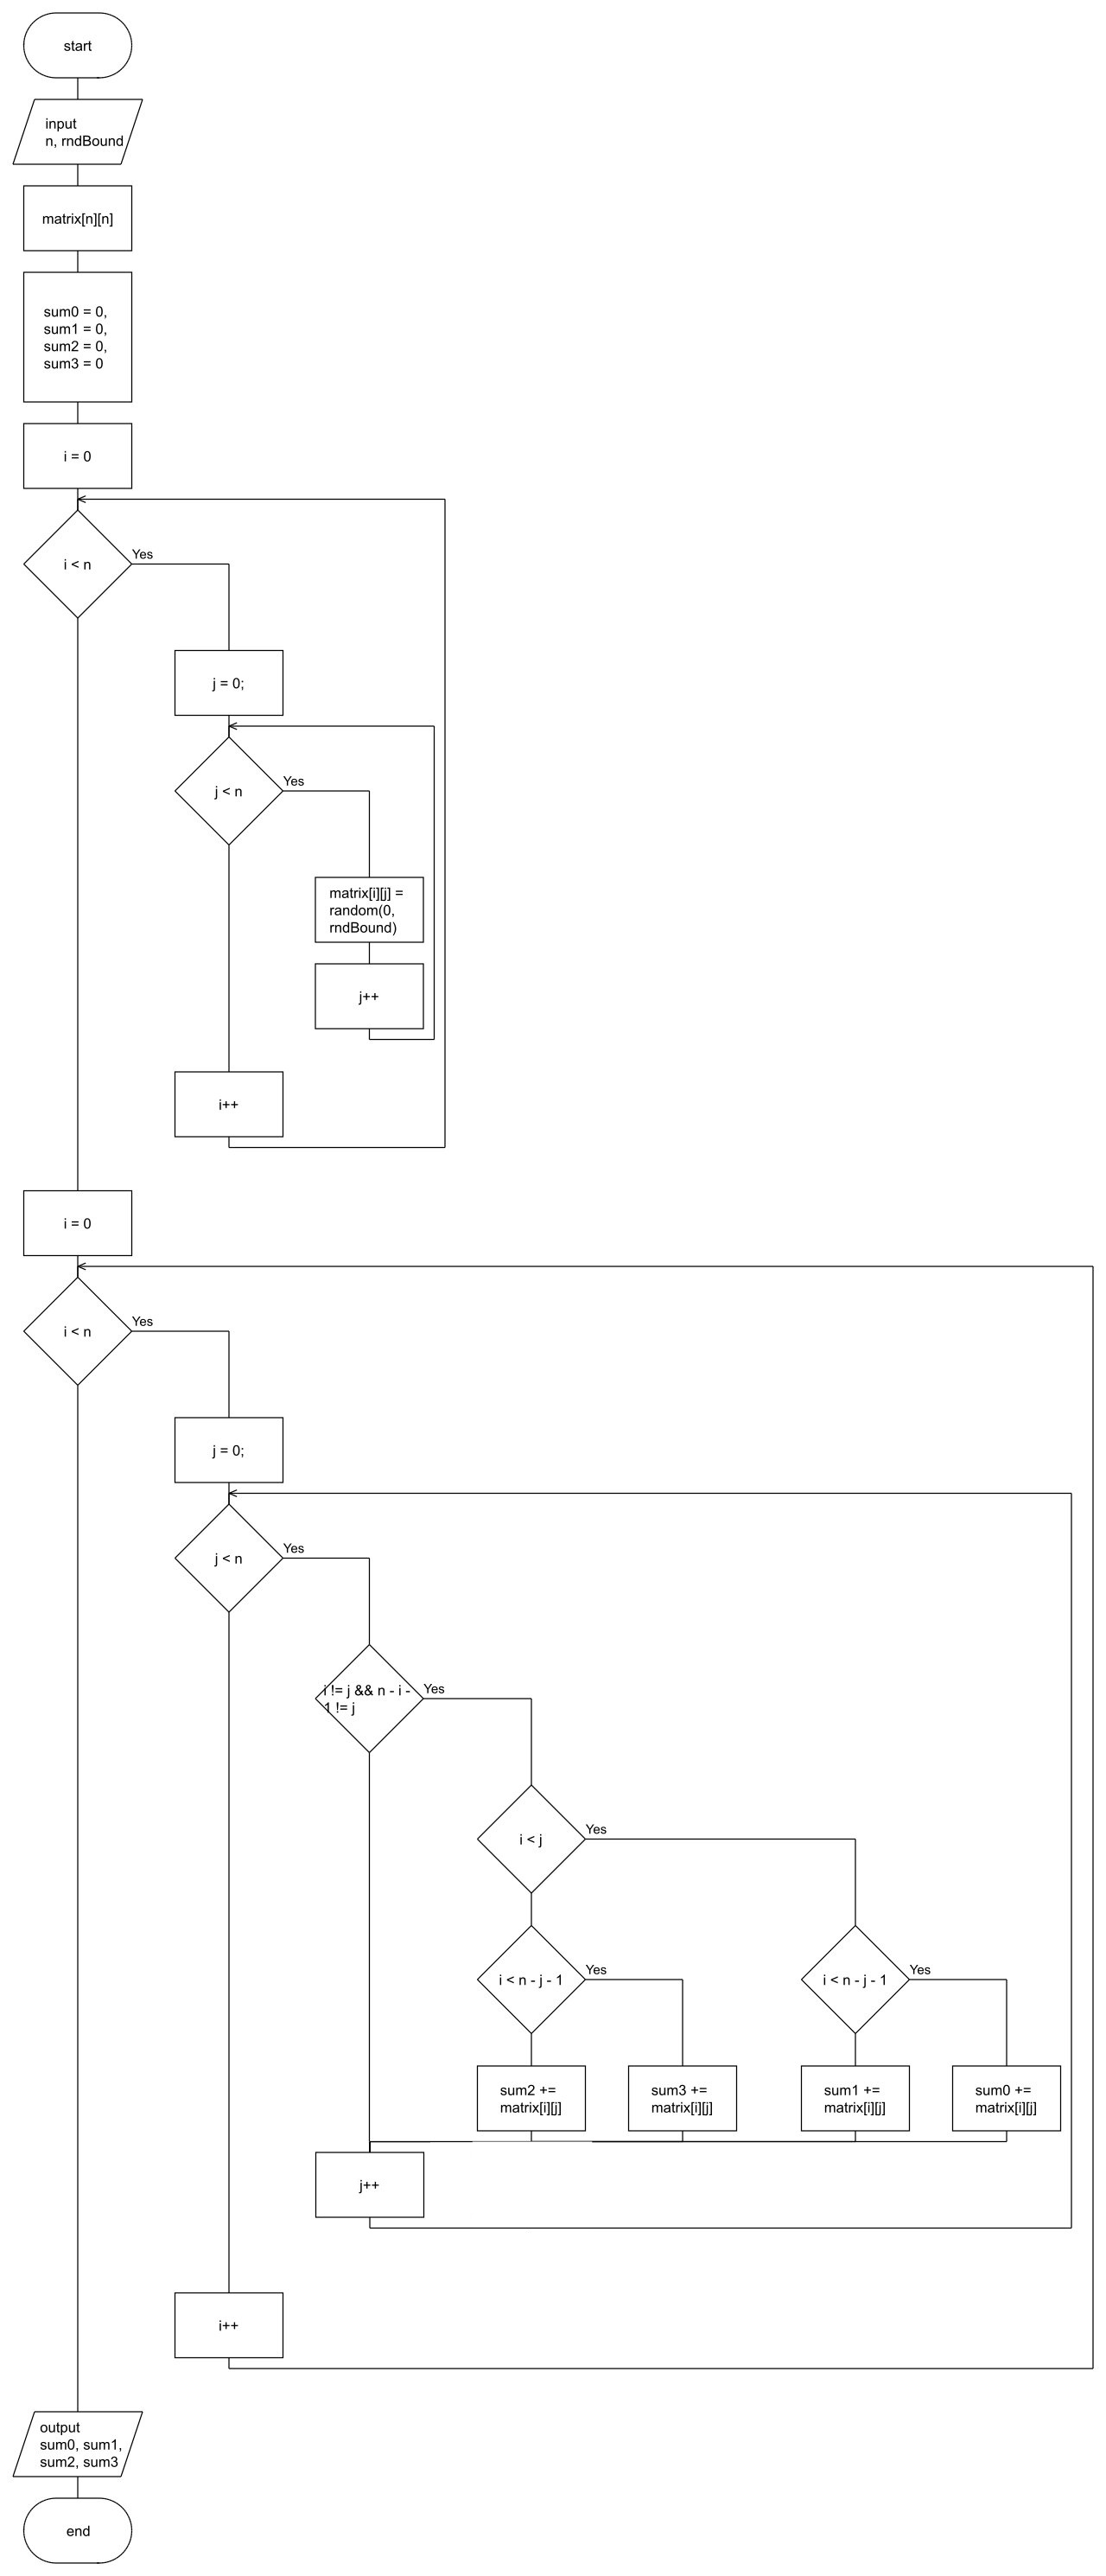 start
input
n, rndBound
matrix[n][n]
sum0 = 0,
sum1 = 0,
sum2 = 0,
sum3 = 0
i = 0
i < n
Yes
j = 0;
j < n
Yes
matrix[i][j] =
random(0,
rndBound)
j++
i++
i = 0
i < n
Yes
j = 0;
j < n
Yes
i != j && n - i -
1 != j
Yes
i < j
Yes
i < n - j - 1
Yes
i < n - j - 1
Yes
sum2 +=
matrix[i][j]
sum3 +=
matrix[i][j]
sum1 +=
matrix[i][j]
sum0 +=
matrix[i][j]
j++
i++
output
sum0, sum1,
sum2, sum3
end